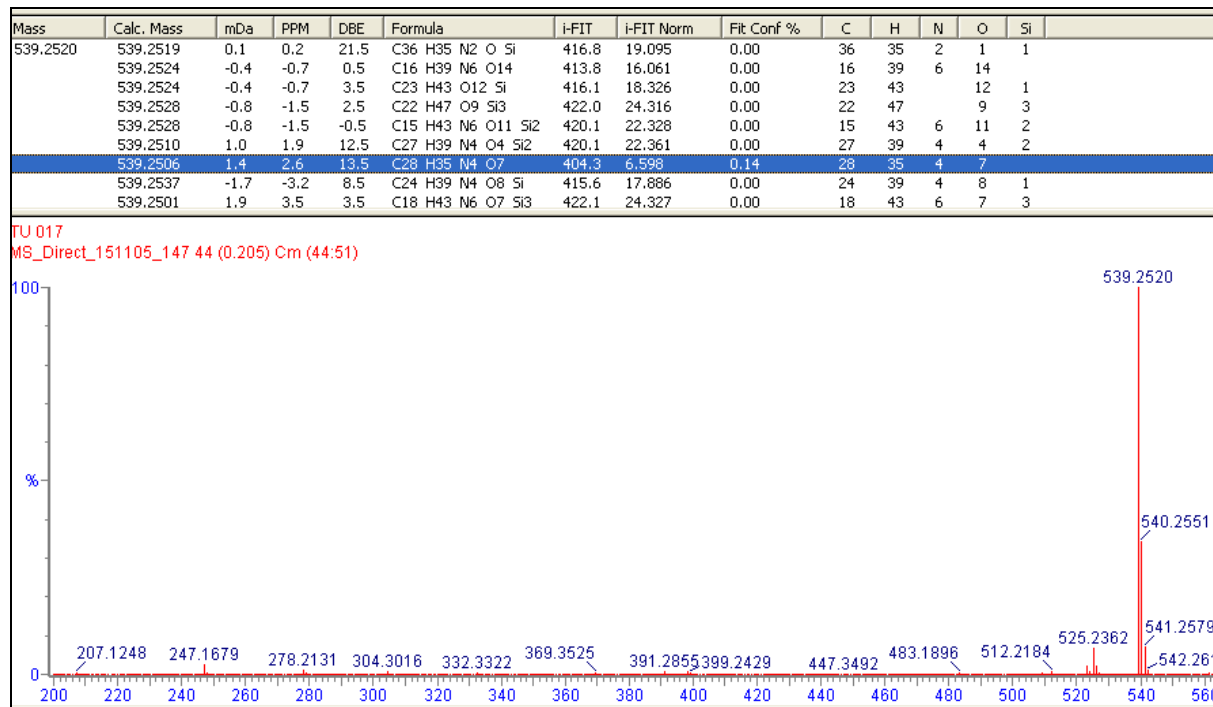 Mass Calc. Mass mDa PPM DBE Formula i-FIT i-FIT Norm Fit Conf % C H N O Si
539.2520 539.2519 0.1 0.2 21.5 C36 H35 N2 O Si 416.8 19.095 0.00 36 35 2 1 1
539.2524 -0.4 -0.7 0.5 C16 H39 N6 O14 413.8 16.061 0.00 16 39 6 14
539.2524 -0.4 -0.7 3.5 C23 H43 O12 Si 416.1 18.326 0.00 23 43 12 1
539.2528 -0.8 -1.5 2.5 C22 H47 O9 Si3 422.0 24.316 0.00 22 47 9 3
539.2528 -0.8 -1.5 -0.5 C15 H43 N6 O11 Si2 420.1 22.328 0.00 15 43 6 11 2
539.2510 1.0 1.9 12.5 C27 H39 N4 O4 Si2 420.1 22.361 0.00 27 39 4 4 2
539.2506 1.4 2.6 13.5 C28 H35 N4 O7 404.3 6.598 0.14 28 35 4 7
539.2537 -1.7 -3.2 8.5 C24 H39 N4 O8 Si 415.6 17.886 0.00 24 39 4 8 1
539.2501 1.9 3.5 3.5 C18 H43 N6 O7 Si3 422.1 24.327 0.00 18 43 6 7 3
TU 017
MS_Direct_151105_147 44 (0.205) Cm (44:51)
539.2520
100
%
540.2551
541.2579
525.2362
207.1248 247.1679 278.2131 304.3016 332.3322 369.3525 391.2855 399.2429 447.3492 483.1896 512.2184 542.261
0
200 220 240 260 280 300 320 340 360 380 400 420 440 460 480 500 520 540 560